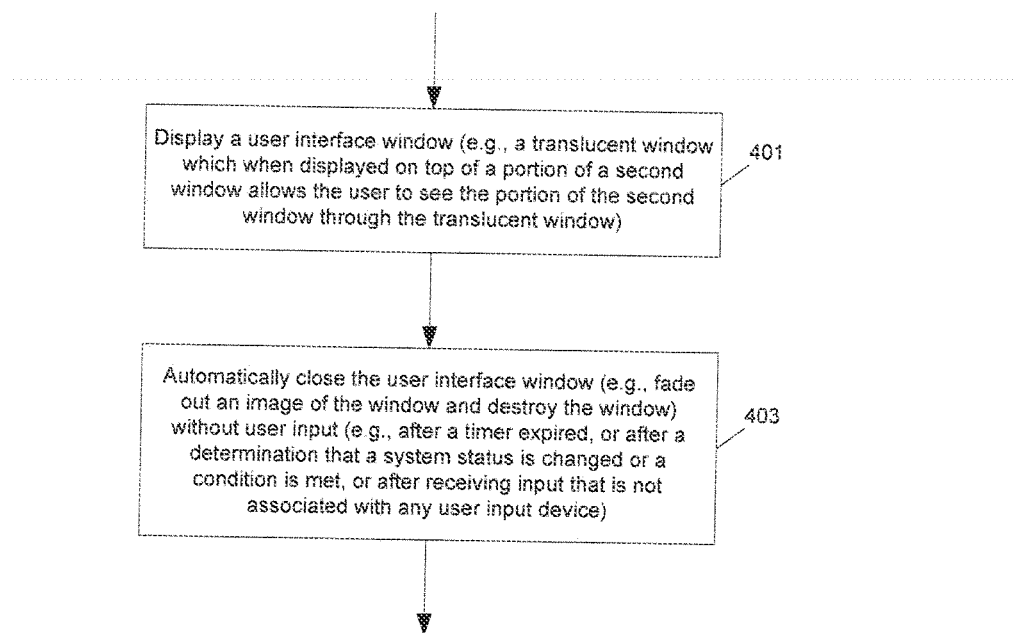 Display a user interface window (e.g., a translucent window
which when displayed on top of a portion of a second
window allows the user to see the portion of the second
window through the translucent window)
401
Automatically close the user interface window (e.g., fade
out an image of the window and destroy the window)
without user input (e.g., after a timer expired, or after a
determination that a system status is changed or a
condition is met, or after receiving input that is not
associated with any user input device)
403